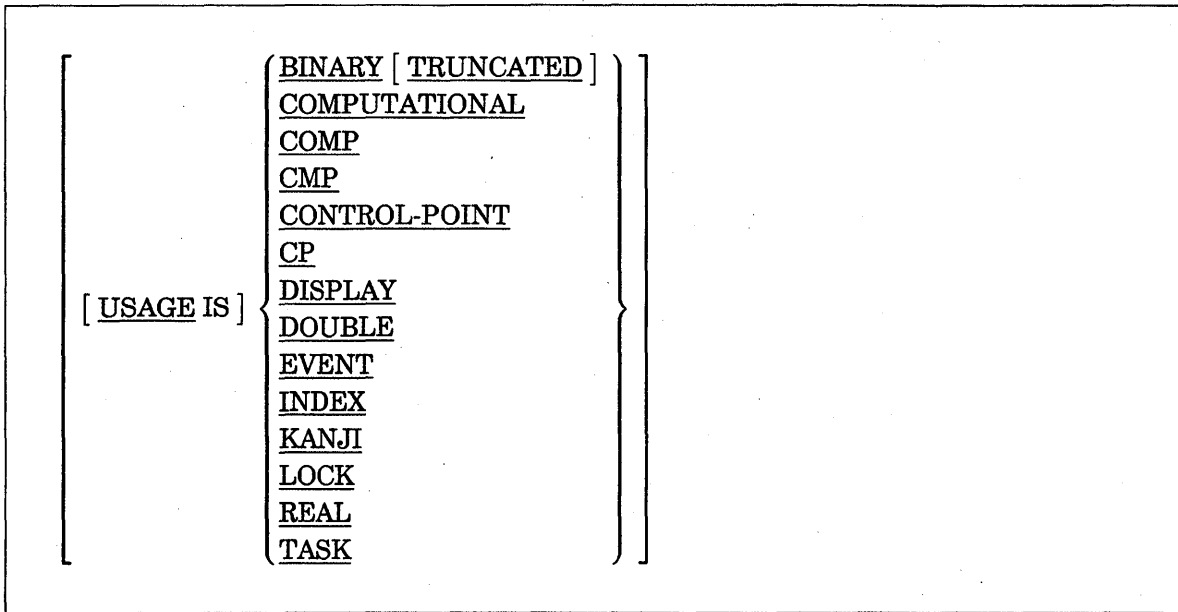 BINARY [ TRUNCATED ]
COMPUTATIONAL
COMP
CMP
CONTROL-POINT
CP
[ USAGE IS ] DISPLAY
DOUBLE
EVENT
INDEX
KANJI
LOCK
REAL
TASK